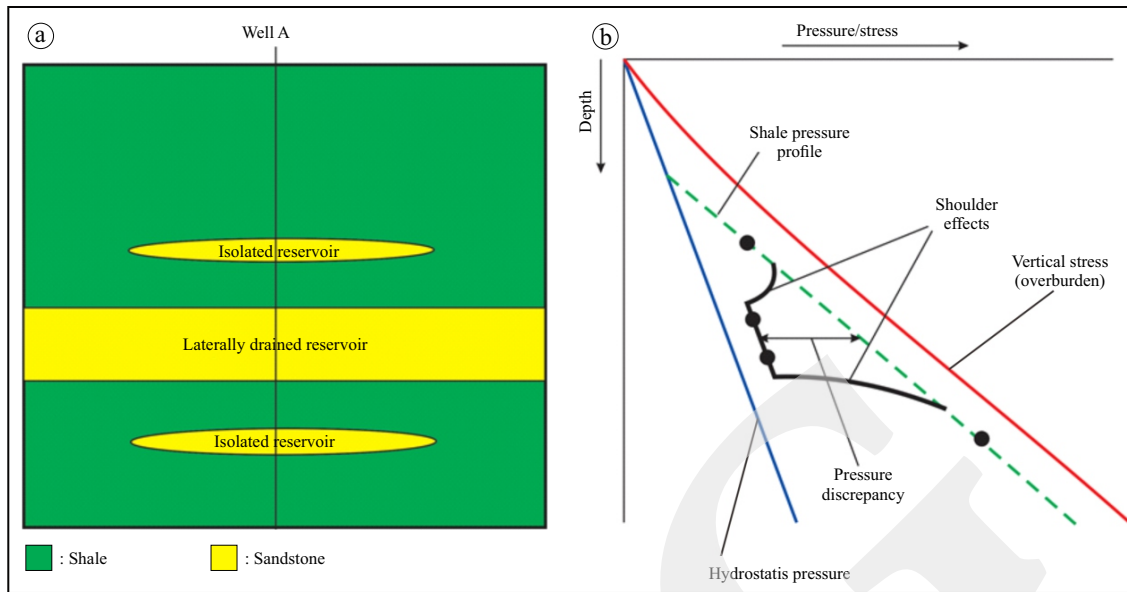 a
Well A
Isolated reservoir
Laterally drained reservoir
Isolated reservoir
: Shale
: Sandstone
b
Pressure/stress
Depth
Shale pressure
profile
Shoulder
effects
Vertical stress
(overburden)
Pressure
discrepancy
Hydrostatis pressure